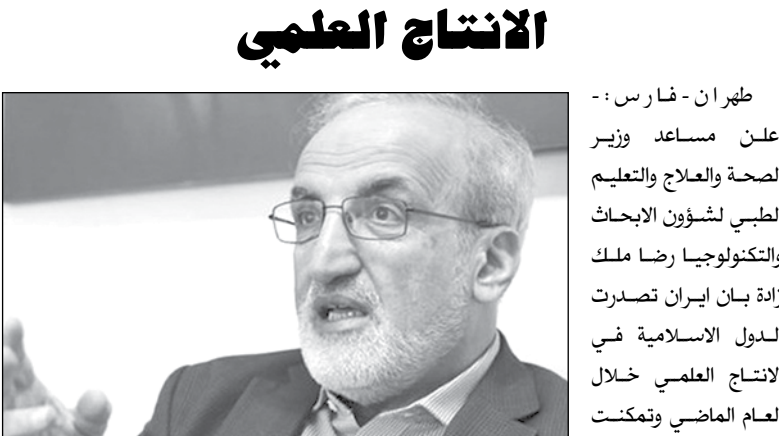 الانتاج العلمي
طهران - فارس :-
علـن مساعد وزير
لصحة والعلاج والتعليم
لطبي لشؤون الابحاث
والتكنولوجيا رضا ملك
زادة بان ايران تصدرت
لدول الاسلامية في
لانتاج العلمي خلال
لعام الماضي وتمكنت